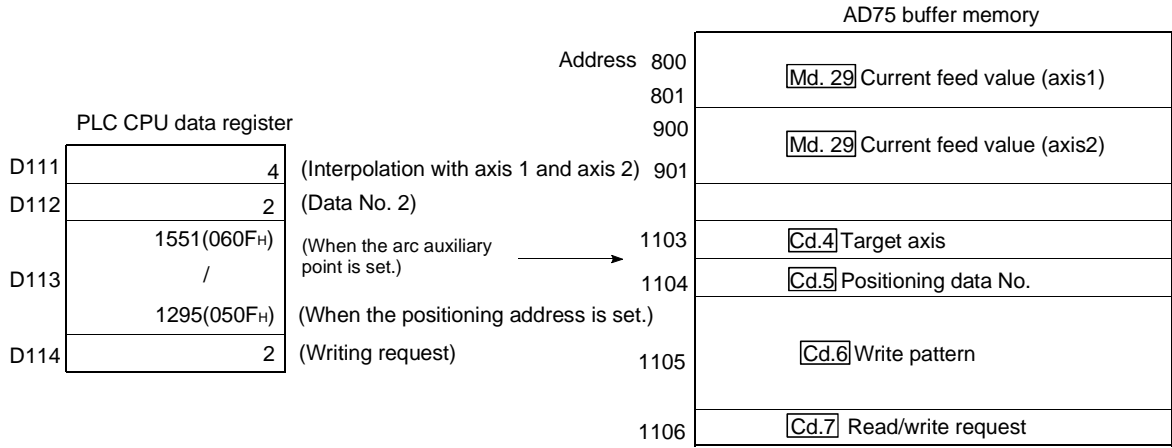 AD75 buffer memory
Address 800
Md. 29 Current feed value (axis1)
801
PLC CPU data register
900
Md. 29 Current feed value (axis2)
D111 4 (Interpolation with axis 1 and axis 2) 901
D112 2 (Data No. 2)
1551(060FH) (When the arc auxiliary
point is set.)
1103 Cd.4 Target axis
D113 /
1104 Cd.5 Positioning data No.
1295(050FH) (When the positioning address is set.)
D114 2 (Writing request)
1105 Cd.6 Write pattern
1106 Cd.7 Read/write request